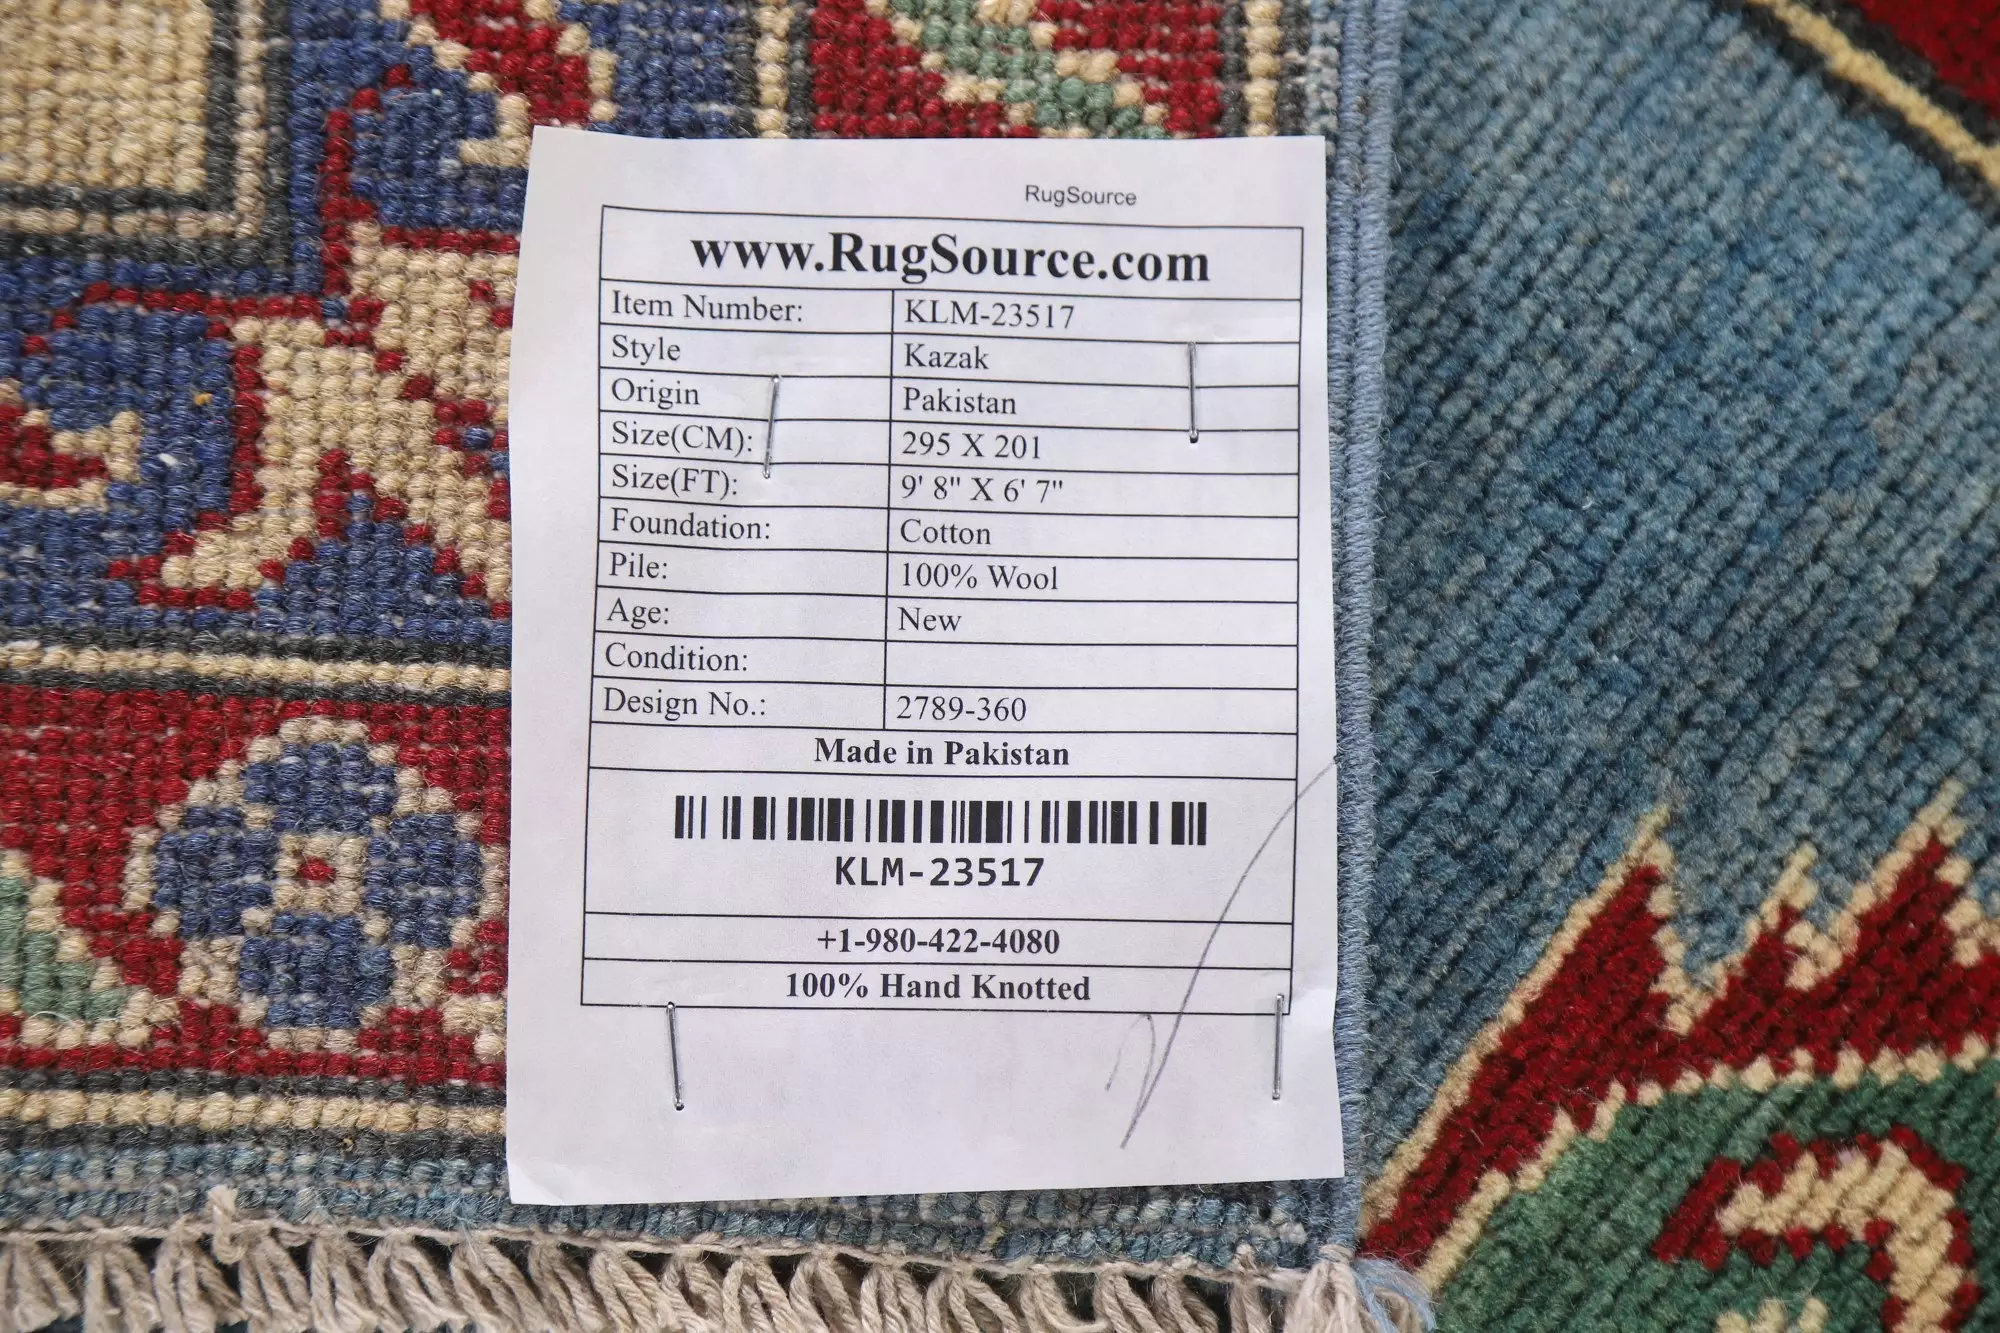 RugSource
www.RugSource.com
Item Number: KLM-23517
Style Kazak
Origin Pakistan
Size(CM): 295 X 201
Size(FT): 9' 8" X 6' 7"
Foundation: Cotton
Pile: 100% Wool
Age: New
Condition:
Design No.: 2789-360
Made in Pakistan
KLM-23517
+1-980-422-4080
100% Hand Knotted